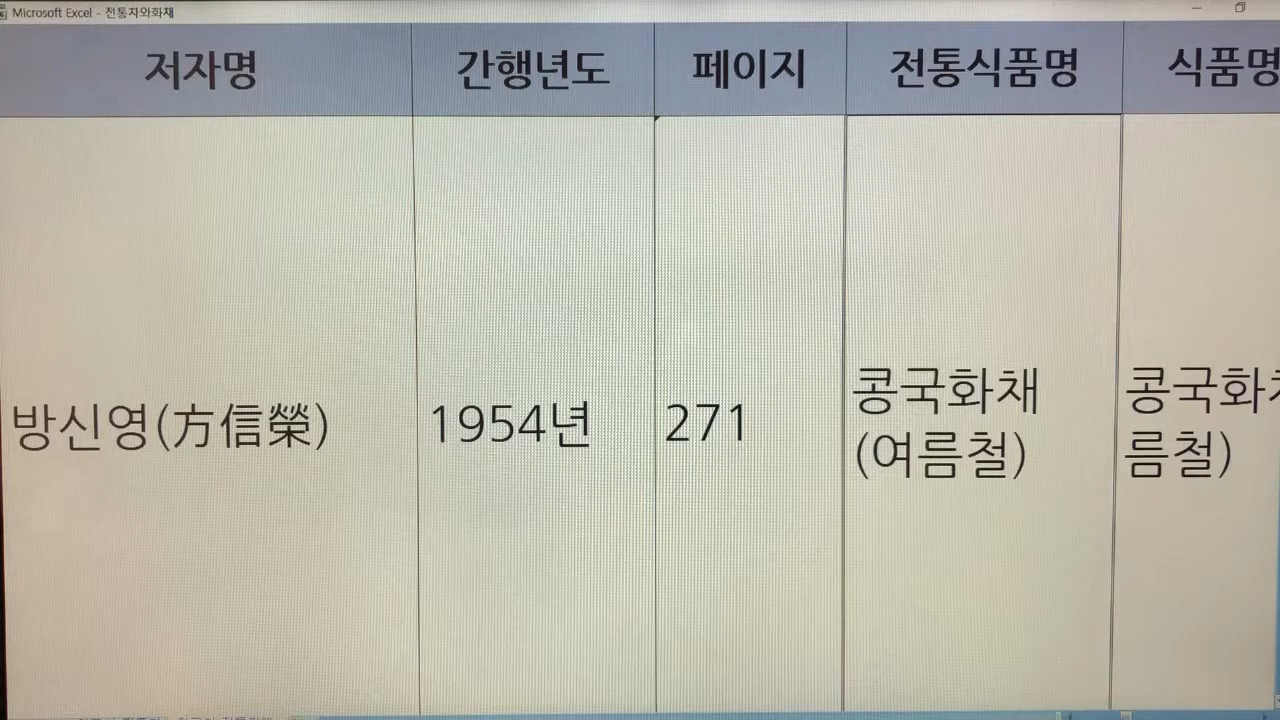 Microsoft Excel - 전통차와화재
저자명 간행년도 페이지 전통식품명 식품명
방신영(方信榮) 1954년 271 콩국화채 콩국화
(여름철) 름철)